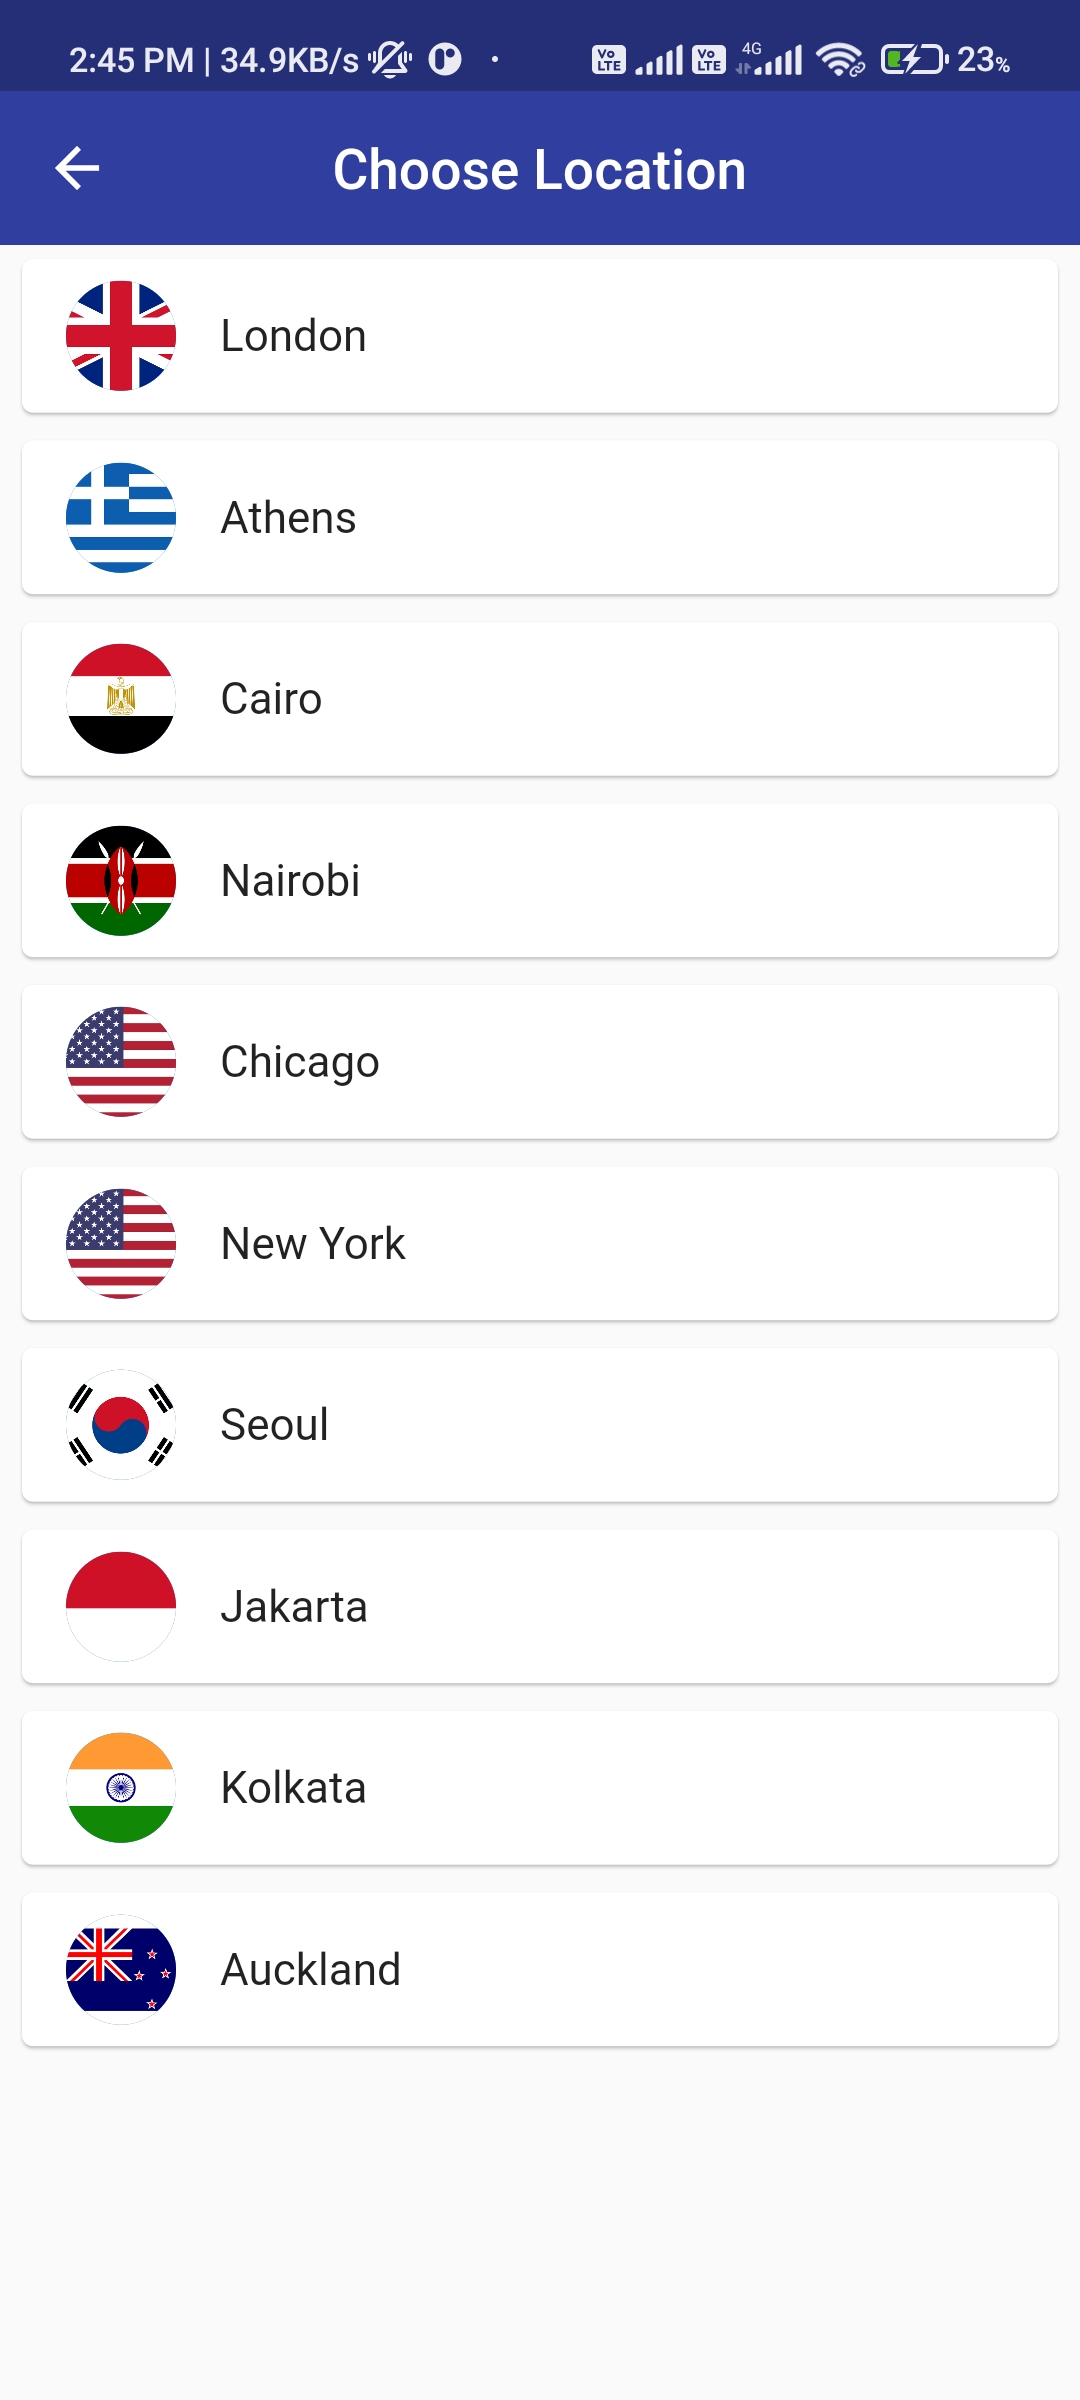 2:45 PM | 34.9KB/s Vo LTE Vo LTE 4G 23%
Choose Location
London
Athens
Cairo
Nairobi
Chicago
New York
Seoul
Jakarta
Kolkata
Auckland